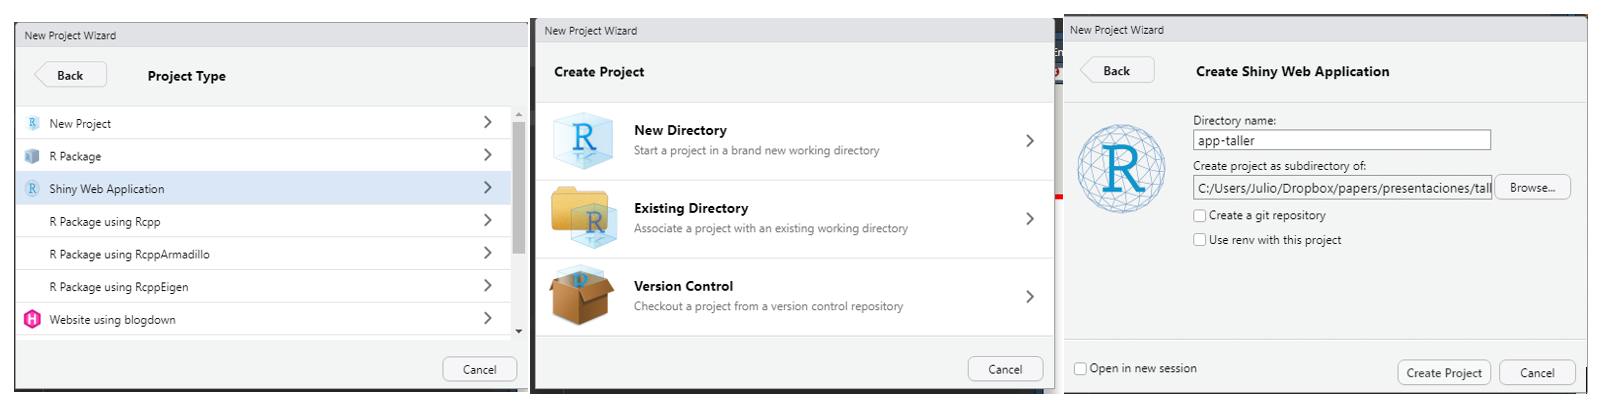 New Project Wizard
Back
Project Type
New Project
R Package
Shiny Web Application
R Package using Rcpp
R Package using RcppArmadillo
R Package using RcppEigen
Website using blogdown
Cancel
New Project Wizard
Create Project
New Directory
Start a project in a brand new working directory
Existing Directory
Associate a project with an existing working directory
Version Control
Checkout a project from a version control repository
Cancel
New Project Wizard
Back
Create Shiny Web Application
Directory name:
app-taller
Create project as subdirectory of:
C:/Users/Julio/Dropbox/papers/presentaciones/tall
Browse...
Create a git repository
Use renv with this project
Open in new session
Create Project
Cancel